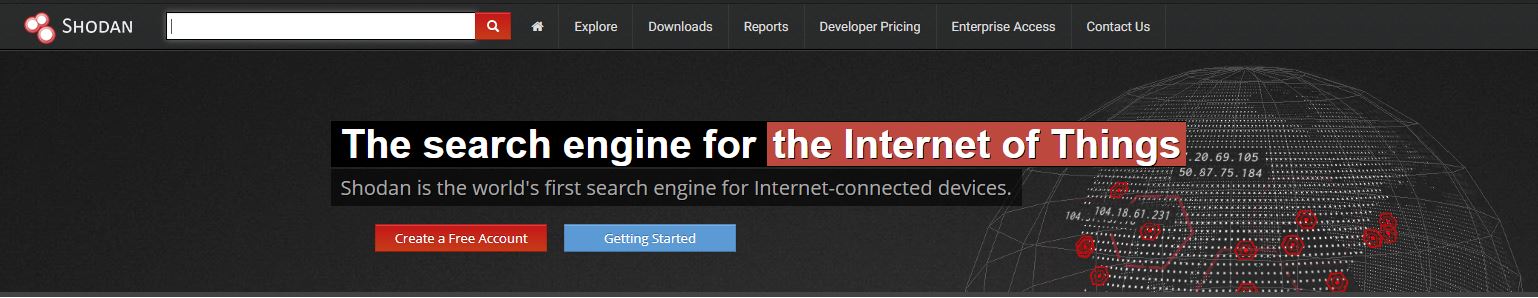 SHODAN
Explore
Downloads
Reports
Developer Pricing
Enterprise Access
Contact Us
The search engine for the Internet of Things
Shodan is the world's first search engine for Internet-connected devices.
.20.69.105
50.87.75.184
104.
104.18.61.231
Create a Free Account
Getting Started